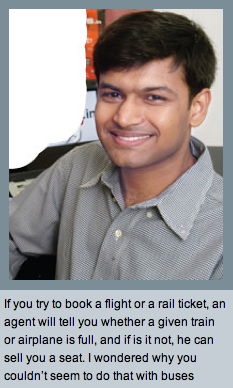 If you try to book a flight or a rail ticket, an
agent will tell you whether a given train
or airplane is full, and if is it not, he can
sell you a seat. I wondered why you
couldn't seem to do that with buses